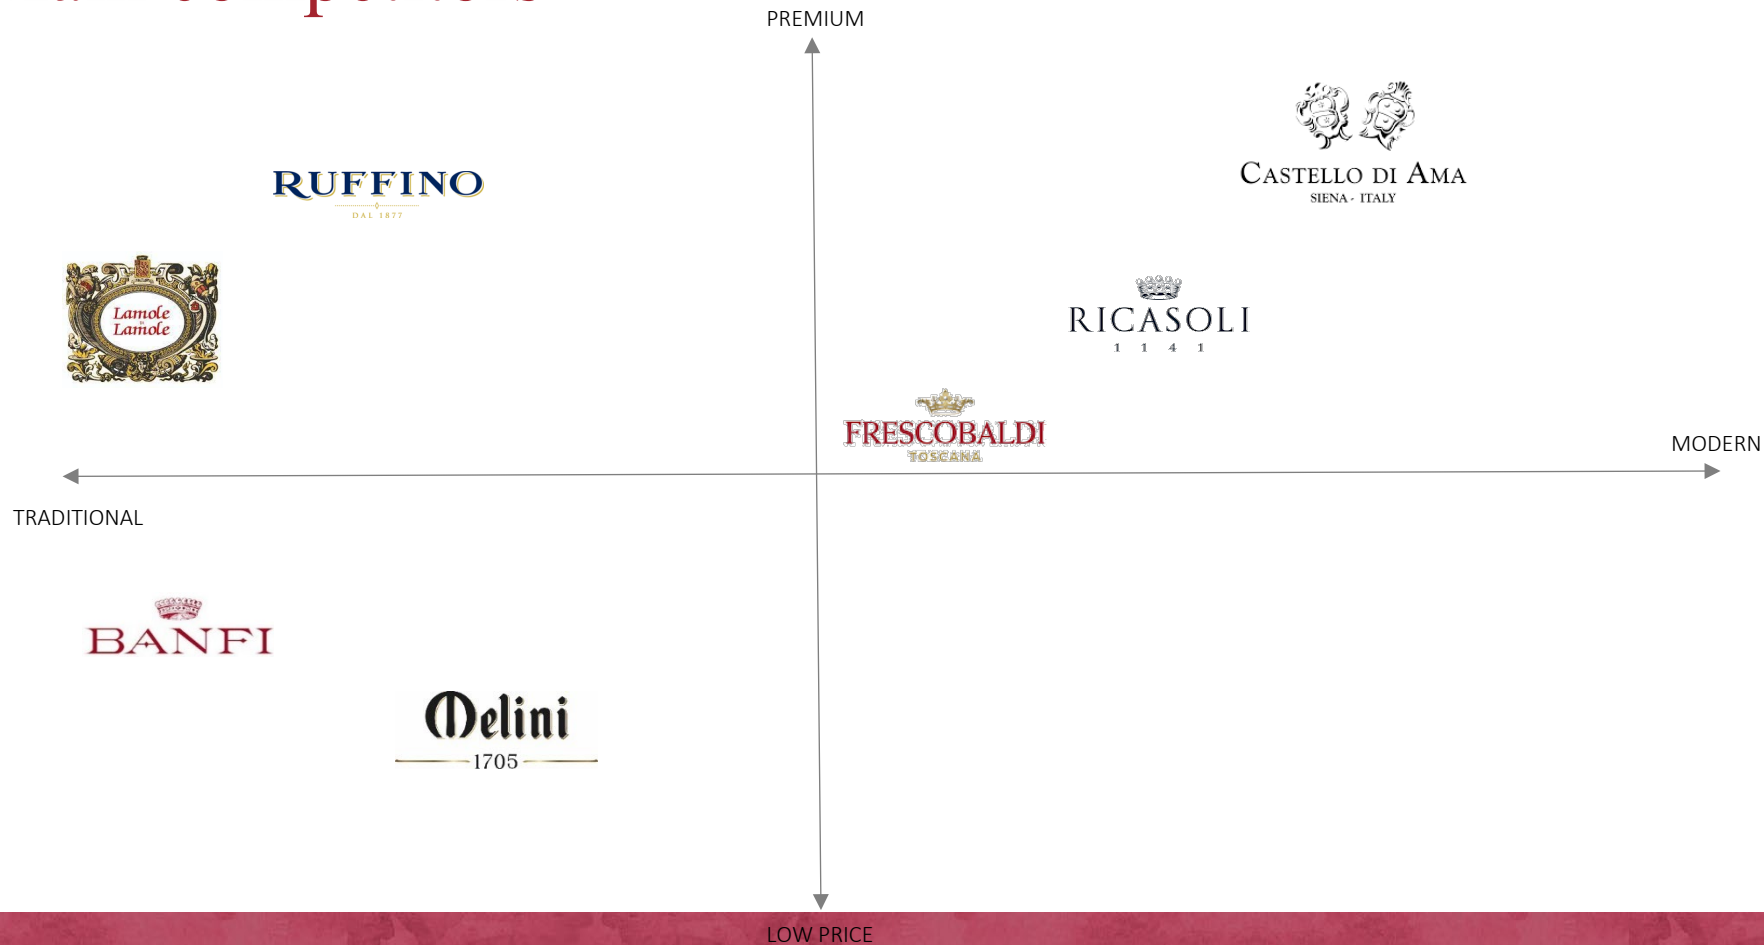 PREMIUM
CASTELLO DI AMA
SIENA - ITALY
RUFFINO
DAL 1877
Lamole
di
Lamole
RICASOLI
1 1 4 1
FRESCOBALDI
TOSCANA
MODERN
TRADITIONAL
BANFI
Melini
1705
LOW PRICE